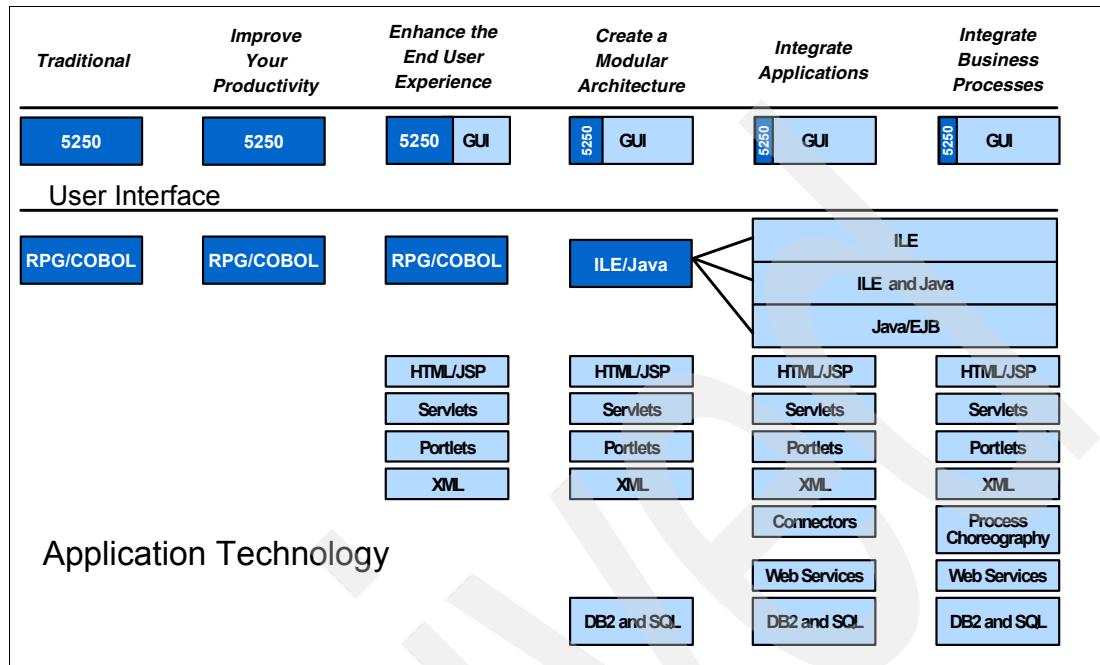 Traditional
Improve
Your
Productivity
Enhance the
End User
Experience
Create a
Modular
Architecture
Integrate
Applications
Integrate
Business
Processes
5250
5250
5250 GUI
5250 GUI
5250 GUI
5250 GUI
User Interface
RPG/COBOL
RPG/COBOL
RPG/COBOL
ILE/Java
ILE
ILE and Java
Java/EJB
HTML/JSP
HTML/JSP
HTML/JSP
HTML/JSP
Servlets
Servlets
Servlets
Servlets
Portlets
Portlets
Portlets
Portlets
XML
XML
XML
XML
Connectors
Process
Choreography
Application Technology
Web Services
Web Services
DB2 and SQL
DB2 and SQL
DB2 and SQL